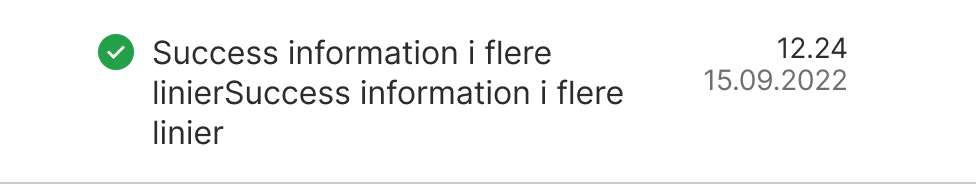 Success information i flere
linierSuccess information i flere
linier
12.24
15.09.2022